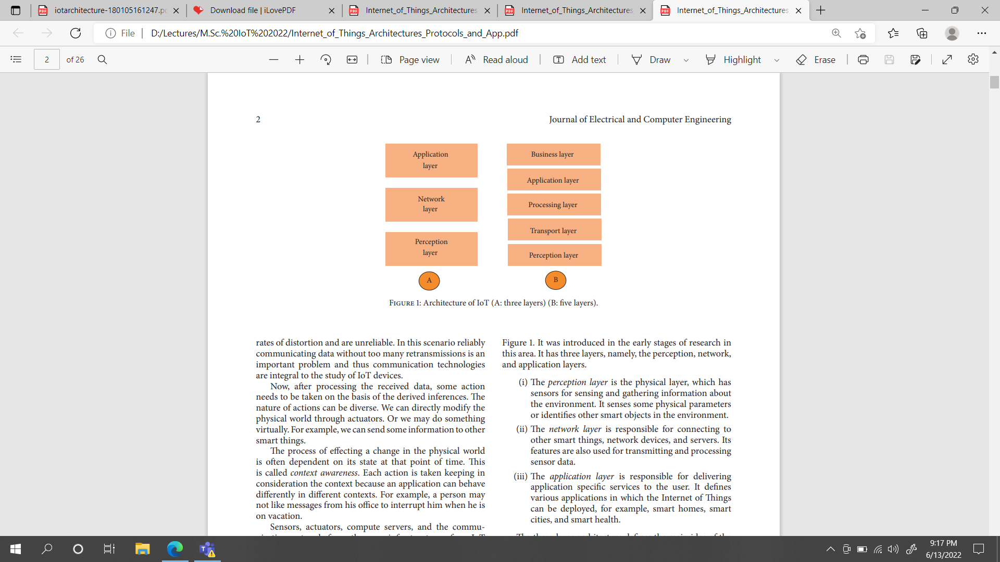 iotarchitecture-180105161247.pd
Download file | iLovePDF
Internet_of_Things_Architectures
Internet_of_Things_Architectures
Internet_of_Things_Architectures
File
D:/Lectures/M.Sc.%20IoT%202022/Internet_of_Things_Architectures_Protocols_and_App.pdf
2
of 26
Page view
Read aloud
Add text
Draw
Highlight
Erase
2
Journal of Electrical and Computer Engineering
Application
layer
Network
layer
Perception
layer
A
Business layer
Application layer
Processing layer
Transport layer
Perception layer
B
Figure 1: Architecture of IoT (A: three layers) (B: five layers).
rates of distortion and are unreliable. In this scenario reliably
communicating data without too many retransmissions is an
important problem and thus communication technologies
are integral to the study of IoT devices.
Now, after processing the received data, some action
needs to be taken on the basis of the derived inferences. The
nature of actions can be diverse. We can directly modify the
physical world through actuators. Or we may do something
virtually. For example, we can send some information to other
smart things.
The process of effecting a change in the physical world
is often dependent on its state at that point of time. This
is called context awareness. Each action is taken keeping in
consideration the context because an application can behave
differently in different contexts. For example, a person may
not like messages from his office to interrupt him when he is
on vacation.
Sensors, actuators, compute servers, and the commu-
Figure 1. It was introduced in the early stages of research in
this area. It has three layers, namely, the perception, network,
and application layers.
(i) The perception layer is the physical layer, which has
sensors for sensing and gathering information about
the environment. It senses some physical parameters
or identifies other smart objects in the environment.
(ii) The network layer is responsible for connecting to
other smart things, network devices, and servers. Its
features are also used for transmitting and processing
sensor data.
(iii) The application layer is responsible for delivering
application specific services to the user. It defines
various applications in which the Internet of Things
can be deployed, for example, smart homes, smart
cities, and smart health.
9:17 PM
6/13/2022